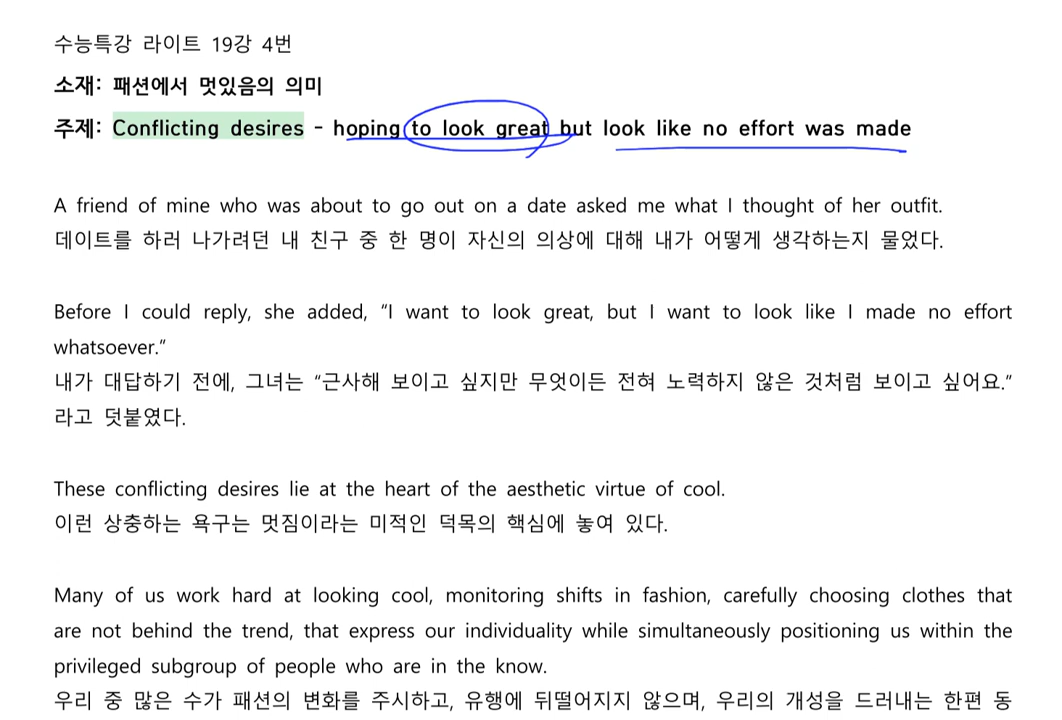 수능특강 라이트 19강 4번
소재: 패션에서 멋있음의 의미
주제: Conflicting desires - hoping to look great but look like no effort was made
A friend of mine who was about to go out on a date asked me what I thought of her outfit.
데이트를 하러 나가려던 내 친구 중 한 명이 자신의 의상에 대해 내가 어떻게 생각하는지 물었다.
Before I could reply, she added, “I want to look great, but I want to look like I made no effort
whatsoever.”
내가 대답하기 전에, 그녀는 “근사해 보이고 싶지만 무엇이든 전혀 노력하지 않은 것처럼 보이고 싶어요.”
라고 덧붙였다.
These conflicting desires lie at the heart of the aesthetic virtue of cool.
이런 상충하는 욕구는 멋짐이라는 미적인 덕목의 핵심에 놓여 있다.
Many of us work hard at looking cool, monitoring shifts in fashion, carefully choosing clothes that
are not behind the trend, that express our individuality while simultaneously positioning us within the
privileged subgroup of people who are in the know.
우리 중 많은 수가 패션의 변화를 주시하고, 유행에 뒤떨어지지 않으며, 우리의 개성을 드러내는 한편 동